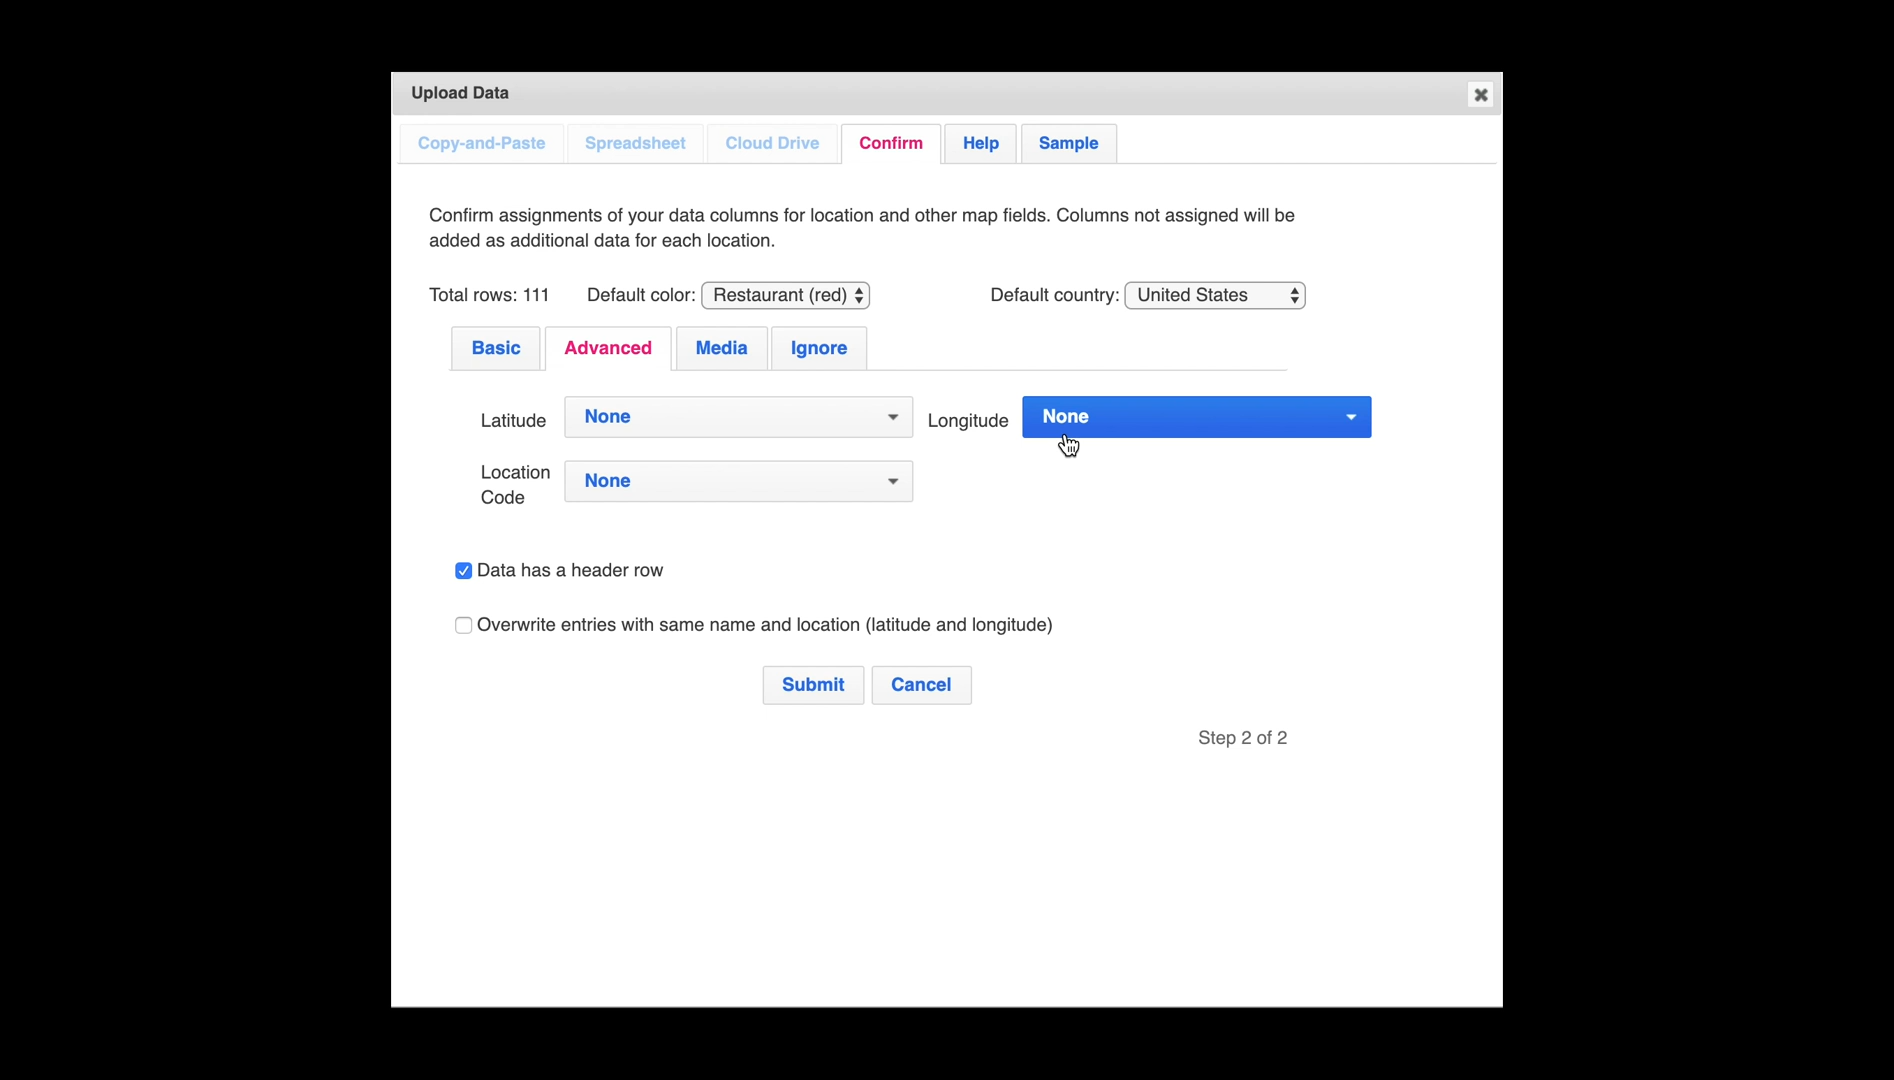 Upload Data
Copy-and-Paste Spreadsheet Cloud Drive Confirm Help Sample
Confirm assignments of your data columns for location and other map fields. Columns not assigned will be
added as additional data for each location.
Total rows: 111 Default color: Restaurant (red) Default country: United States
Basic Advanced Media Ignore
Latitude None Longitude None
Location
Code None
Data has a header row
Overwrite entries with same name and location (latitude and longitude)
Submit Cancel
Step 2 of 2